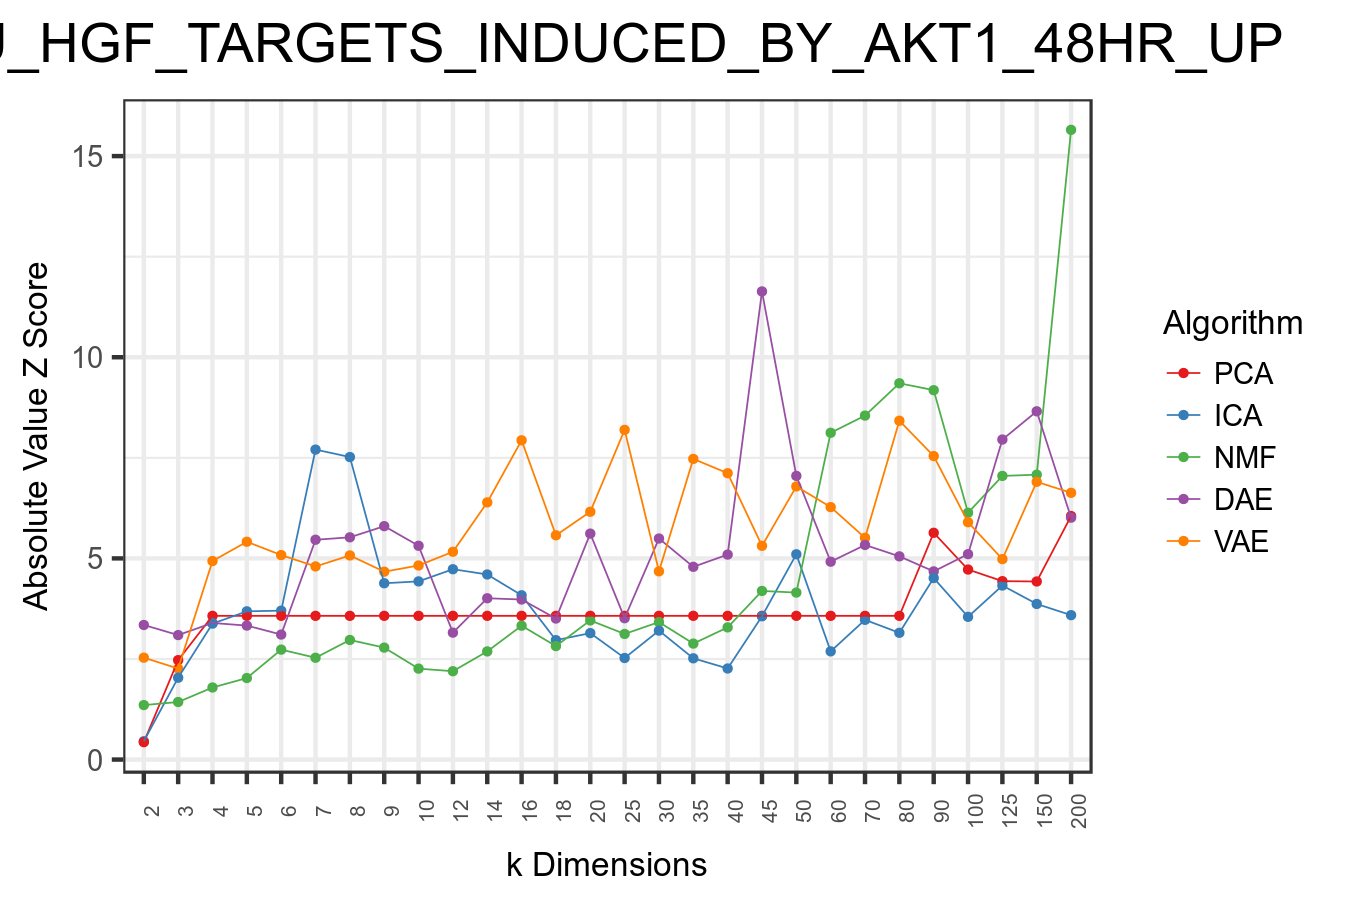 _HGF_TARGETS_INDUCED_BY_AKT1_48HR_UP
15
10
5
0
Absolute Value Z Score
2 3 4 5 6 7 8 9 10 12 14 16 18 20 25 30 35 40 45 50 60 70 80 90 100 125 150 200
k Dimensions
Algorithm
PCA
ICA
NMF
DAE
VAE